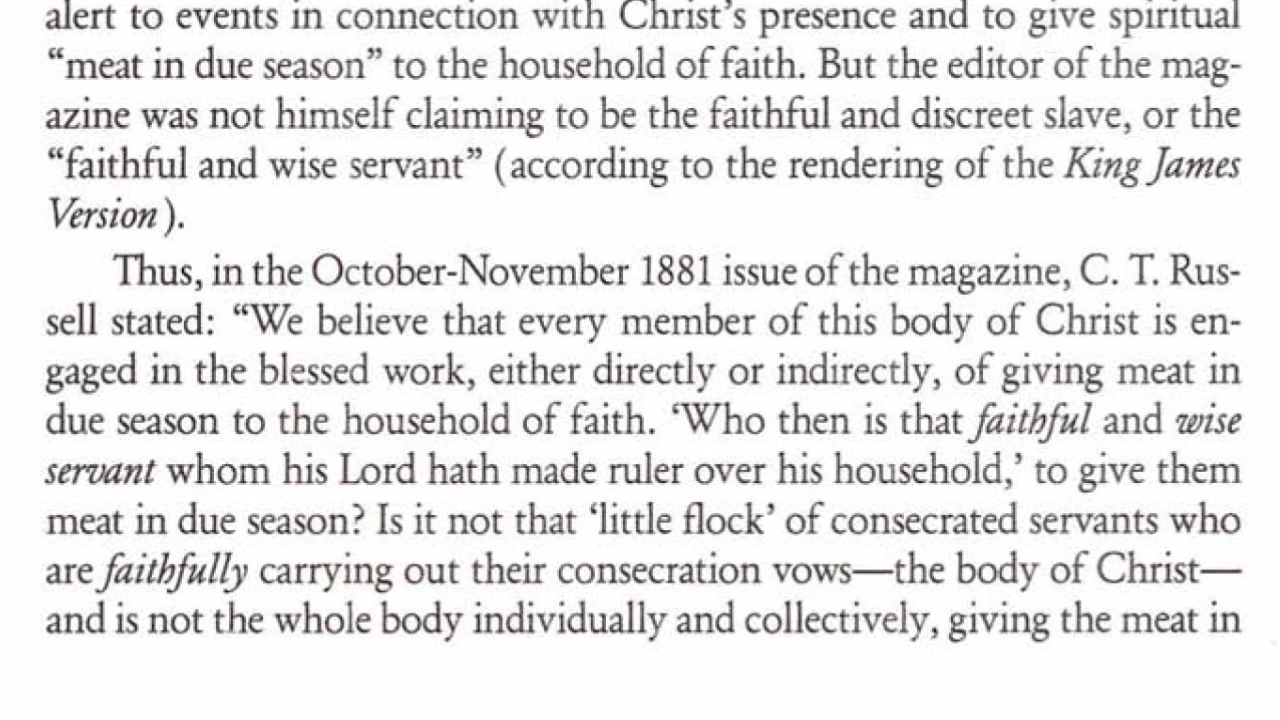 alert to events in connection with Christ's presence and to give spiritual
“meat in due season” to the household of faith. But the editor of the mag-
azine was not himself claiming to be the faithful and discreet slave, or the
“faithful and wise servant” (according to the rendering of the King James
Version).
Thus, in the October-November 1881 issue of the magazine, C. T. Rus-
sell stated: “We believe that every member of this body of Christ is en-
gaged in the blessed work, either directly or indirectly, of giving meat in
due season to the household of faith. ‘Who then is that faithful and wise
servant whom his Lord hath made ruler over his household,’ to give them
meat in due season? Is it not that ‘little flock’ of consecrated servants who
are faithfully carrying out their consecration vows—the body of Christ—
and is not the whole body individually and collectively, giving the meat in